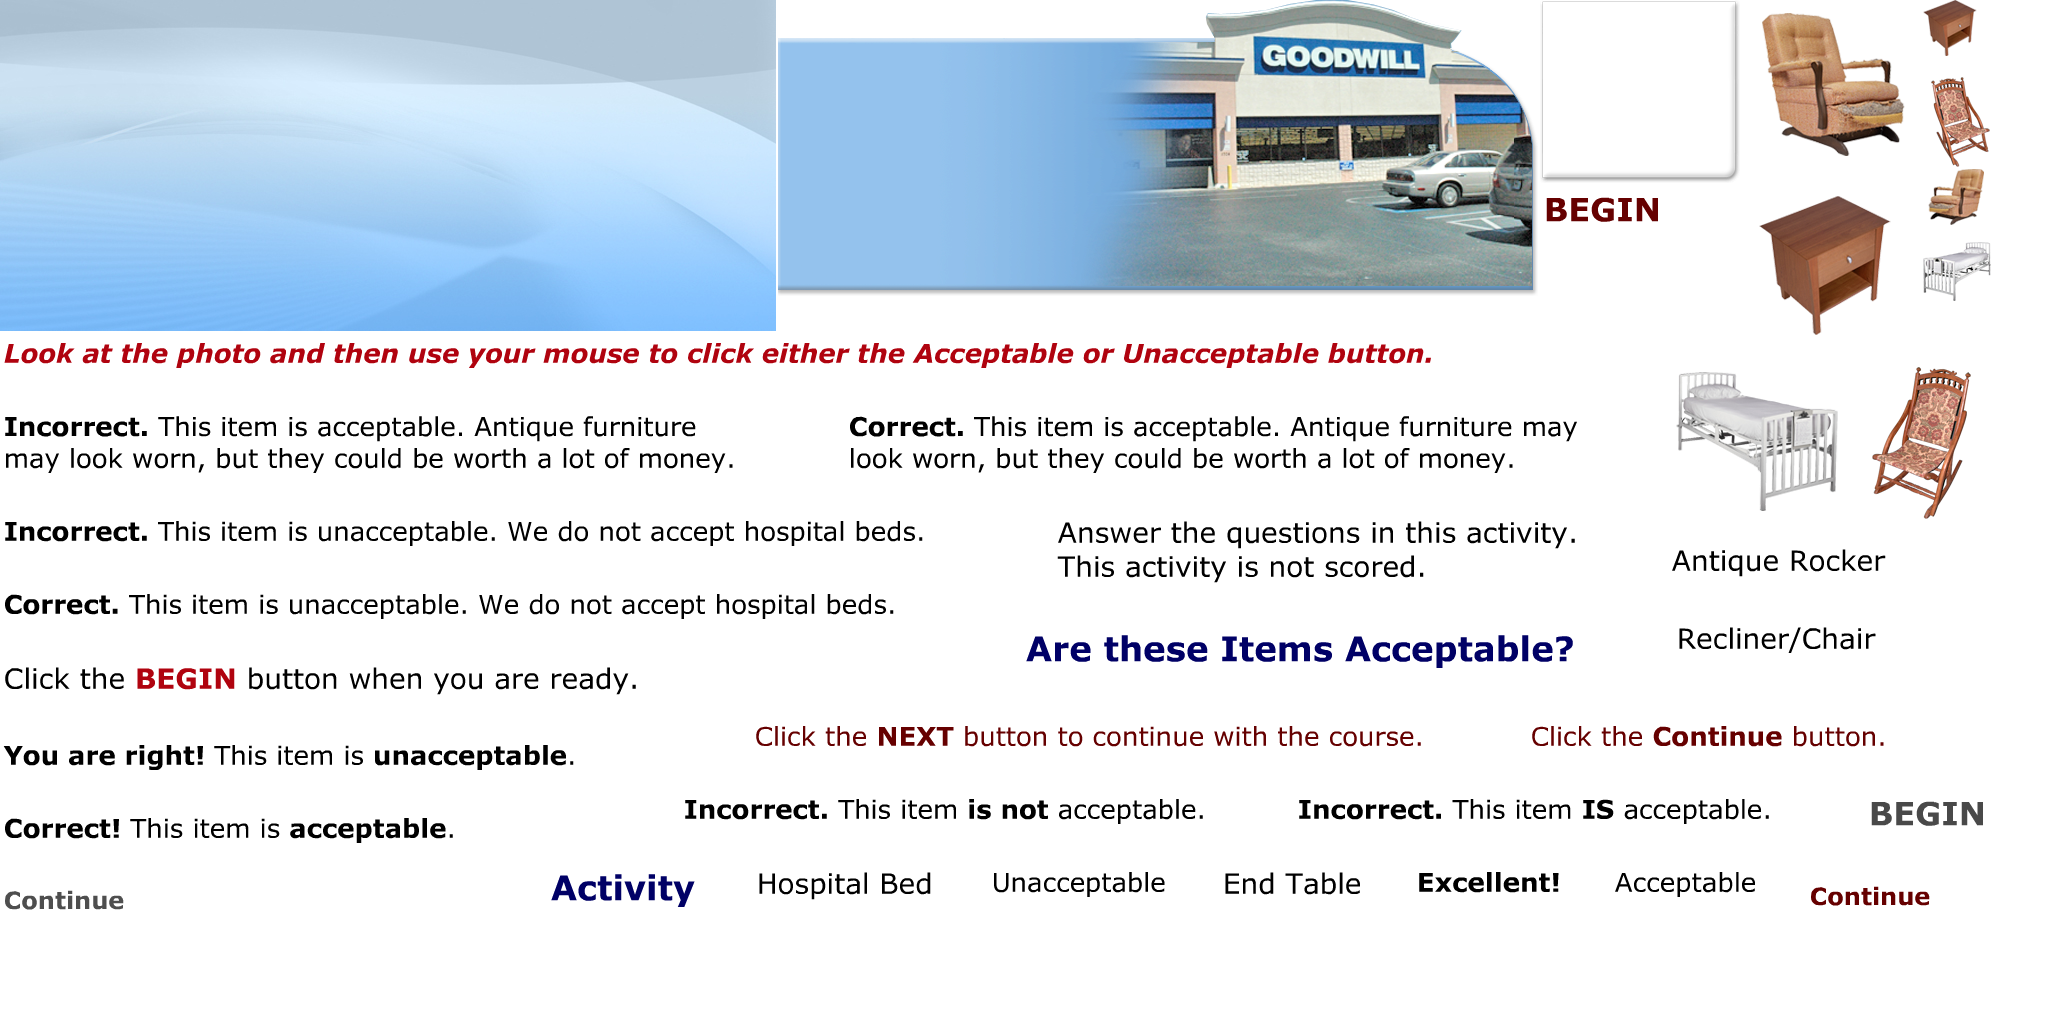 GOODWILL
BEGIN
Look at the photo and then use your mouse to click either the Acceptable or Unacceptable button.
Incorrect. This item is acceptable. Antique furniture
may look worn, but they could be worth a lot of money.
Correct. This item is acceptable. Antique furniture may
look worn, but they could be worth a lot of money.
Incorrect. This item is unacceptable. We do not accept hospital beds.
Answer the questions in this activity.
This activity is not scored.
Antique Rocker
Correct. This item is unacceptable. We do not accept hospital beds.
Are these Items Acceptable?
Recliner/Chair
Click the BEGIN button when you are ready.
You are right! This item is unacceptable.
Click the NEXT button to continue with the course.
Click the Continue button.
Correct! This item is acceptable.
Incorrect. This item is not acceptable.
Incorrect. This item IS acceptable.
BEGIN
Continue
Activity
Hospital Bed
Unacceptable
End Table
Excellent!
Acceptable
Continue